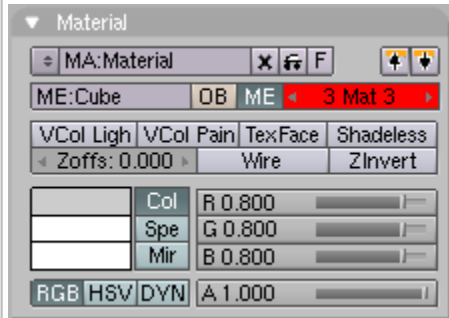 Material
MA:Material X F
ME:Cube OB ME 3 Mat 3
VCol Ligh VCol Pain TexFace Shadeless
Zoffs: 0.000 Wire ZInvert
Col R 0.800
Spe G 0.800
Mir B 0.800
RGB HSV DYN A 1.000